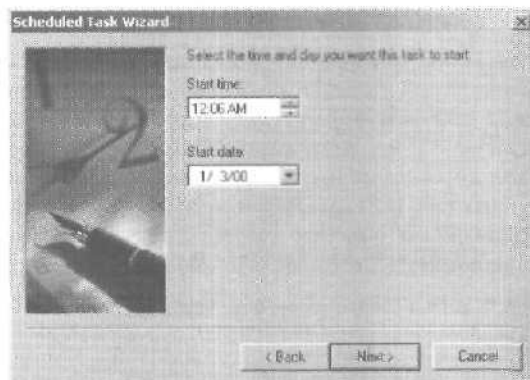 Scheduled Task Wizard
Select the time and day you want this task to start.
Start time:
12:06 AM
Start date:
1/ 3/00
< Back
Next >
Cancel